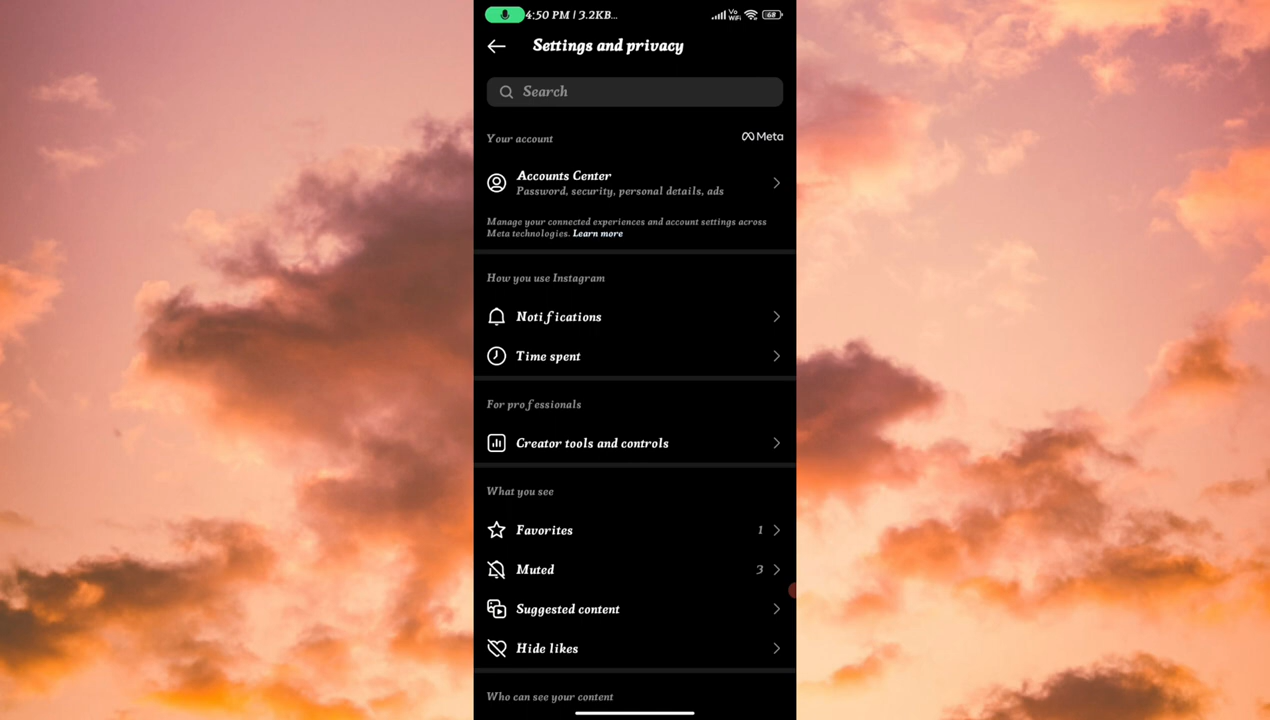 4:50 PM | 3.2KB... Vo WiFi 68
Settings and privacy
Search
Your account Meta
Accounts Center
Password, security, personal details, ads
Manage your connected experiences and account settings across
Meta technologies. Learn more
How you use Instagram
Notifications
Time spent
For professionals
Creator tools and controls
What you see
Favorites 1
Muted 3
Suggested content
Hide likes
Who can see your content